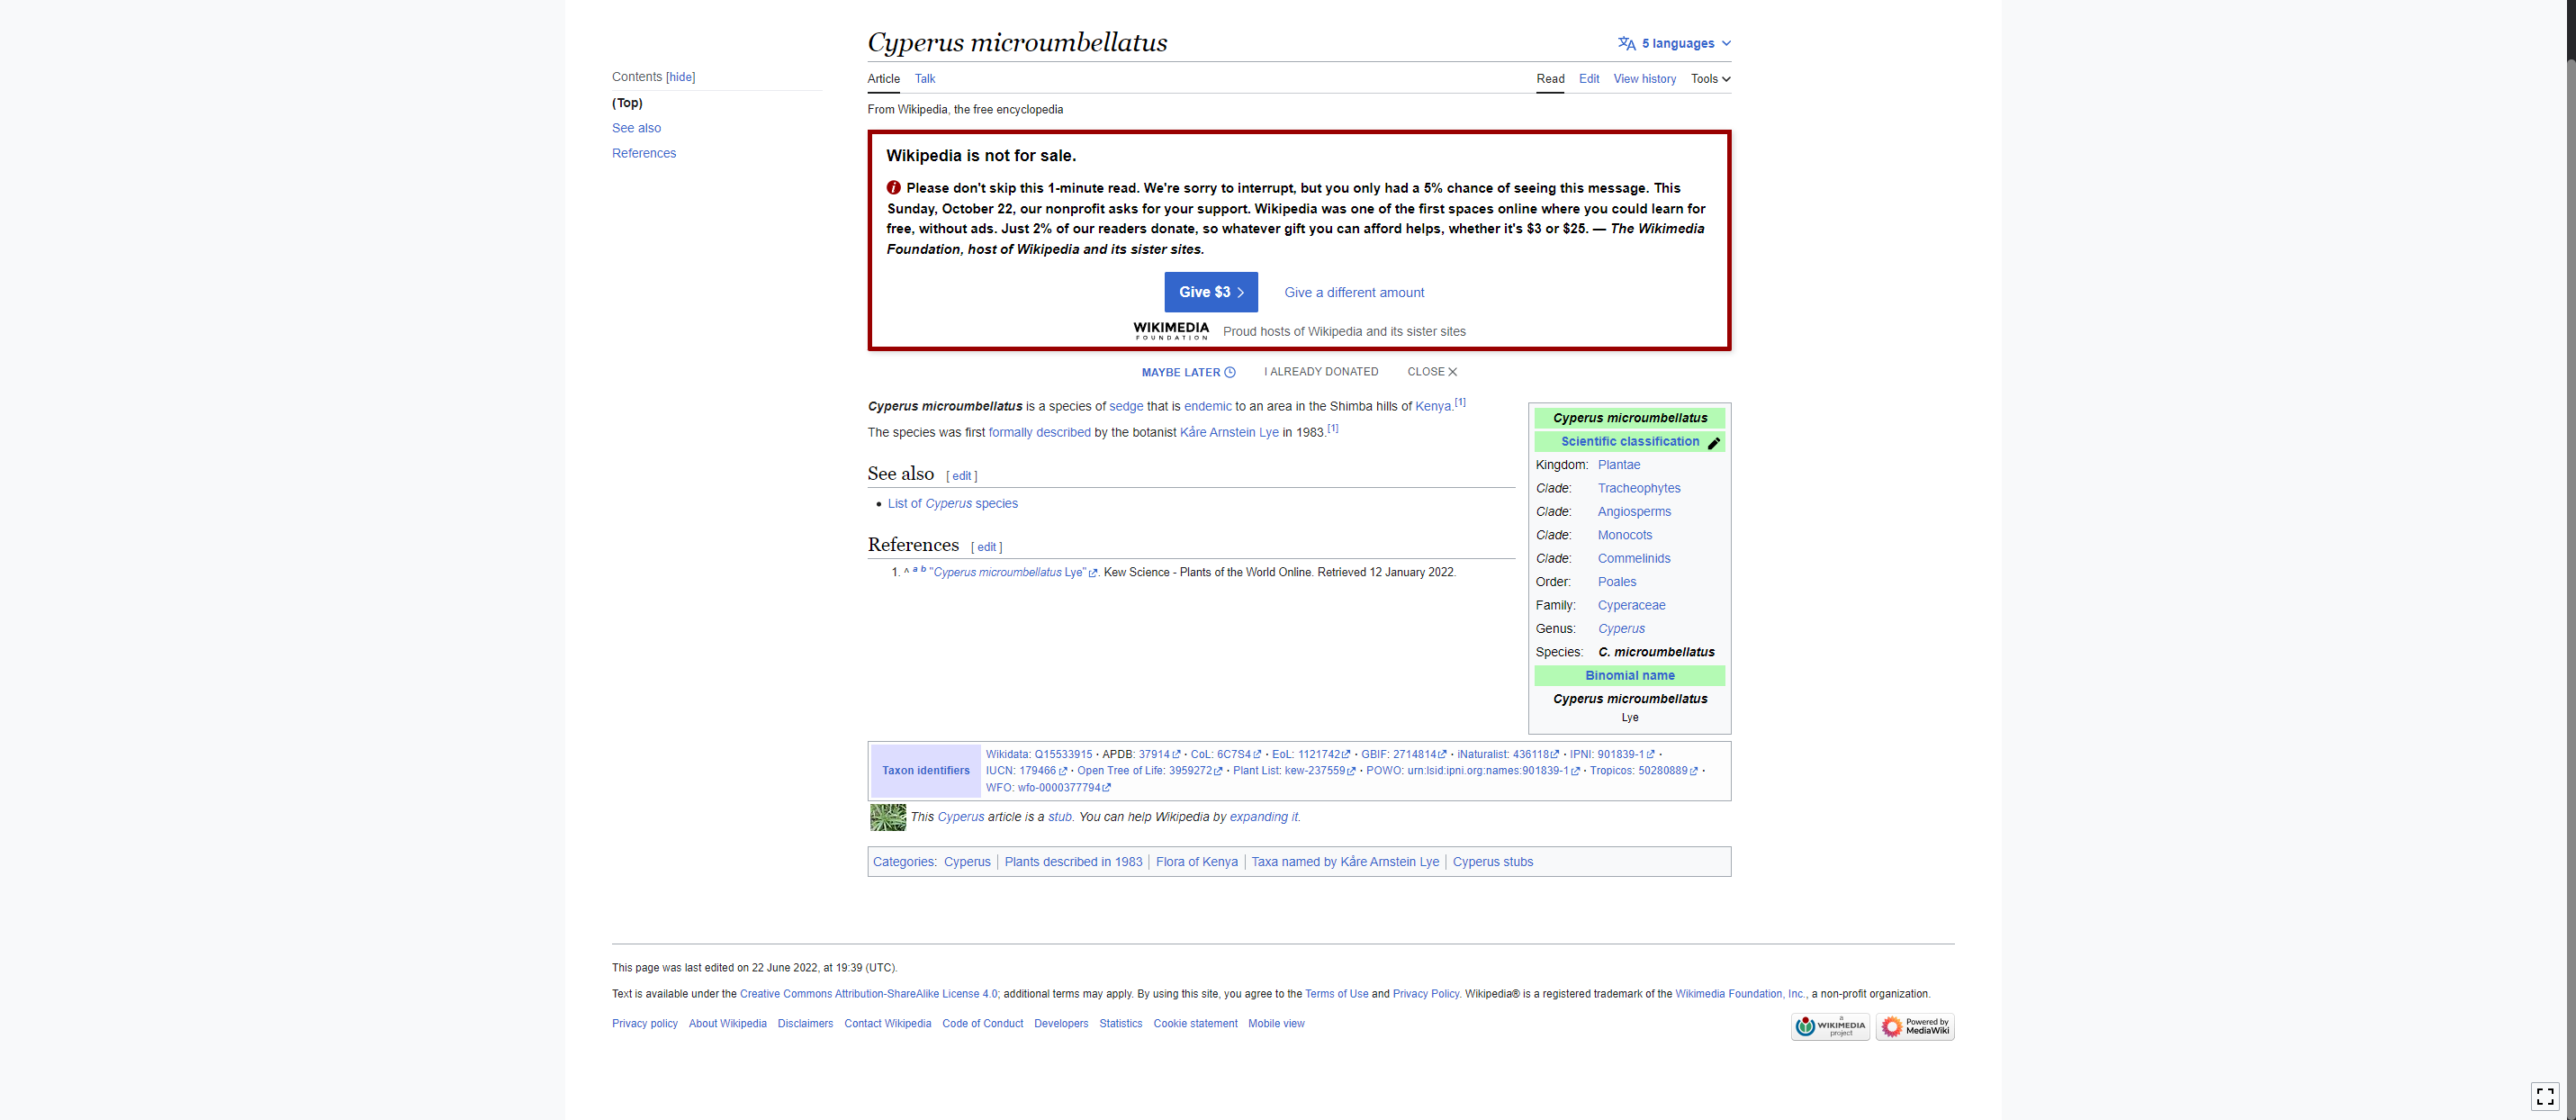 Cyperus microumbellatus
5 languages
Contents [hide]
(Top)
See also
References
Article Talk Read Edit View history Tools
From Wikipedia, the free encyclopedia
Wikipedia is not for sale.
i Please don't skip this 1-minute read. We're sorry to interrupt, but you only had a 5% chance of seeing this message. This
Sunday, October 22, our nonprofit asks for your support. Wikipedia was one of the first spaces online where you could learn for
free, without ads. Just 2% of our readers donate, so whatever gift you can afford helps, whether it's $3 or $25. — The Wikimedia
Foundation, host of Wikipedia and its sister sites.
Give $3 Give a different amount
WIKIMEDIA
FOUNDATION
Proud hosts of Wikipedia and its sister sites
MAYBE LATER I ALREADY DONATED CLOSE
Cyperus microumbellatus is a species of sedge that is endemic to an area in the Shimba hills of Kenya.[1]
The species was first formally described by the botanist Kåre Arnstein Lye in 1983.[1]
See also [ edit ]
• List of Cyperus species
References [ edit ]
1. ^ a b "Cyperus microumbellatus Lye". Kew Science - Plants of the World Online. Retrieved 12 January 2022.
Cyperus microumbellatus
Scientific classification
Kingdom: Plantae
Clade: Tracheophytes
Clade: Angiosperms
Clade: Monocots
Clade: Commelinids
Order: Poales
Family: Cyperaceae
Genus: Cyperus
Species: C. microumbellatus
Binomial name
Cyperus microumbellatus
Lye
Taxon identifiers
Wikidata: Q15533915 · APDB: 37914 · CoL: 6C7S4 · EoL: 1121742 · GBIF: 2714814 · iNaturalist: 436118 · IPNI: 901839-1 ·
IUCN: 179466 · Open Tree of Life: 3959272 · Plant List: kew-237559 · POWO: urn:lsid:ipni.org:names:901839-1 · Tropicos: 50280889 ·
WFO: wfo-0000377794
This Cyperus article is a stub. You can help Wikipedia by expanding it.
Categories: Cyperus | Plants described in 1983 | Flora of Kenya | Taxa named by Kåre Arnstein Lye | Cyperus stubs
This page was last edited on 22 June 2022, at 19:39 (UTC).
Text is available under the Creative Commons Attribution-ShareAlike License 4.0; additional terms may apply. By using this site, you agree to the Terms of Use and Privacy Policy. Wikipedia® is a registered trademark of the Wikimedia Foundation, Inc., a non-profit organization.
Privacy policy About Wikipedia Disclaimers Contact Wikipedia Code of Conduct Developers Statistics Cookie statement Mobile view
a
WIKIMEDIA
project
Powered by
MediaWiki